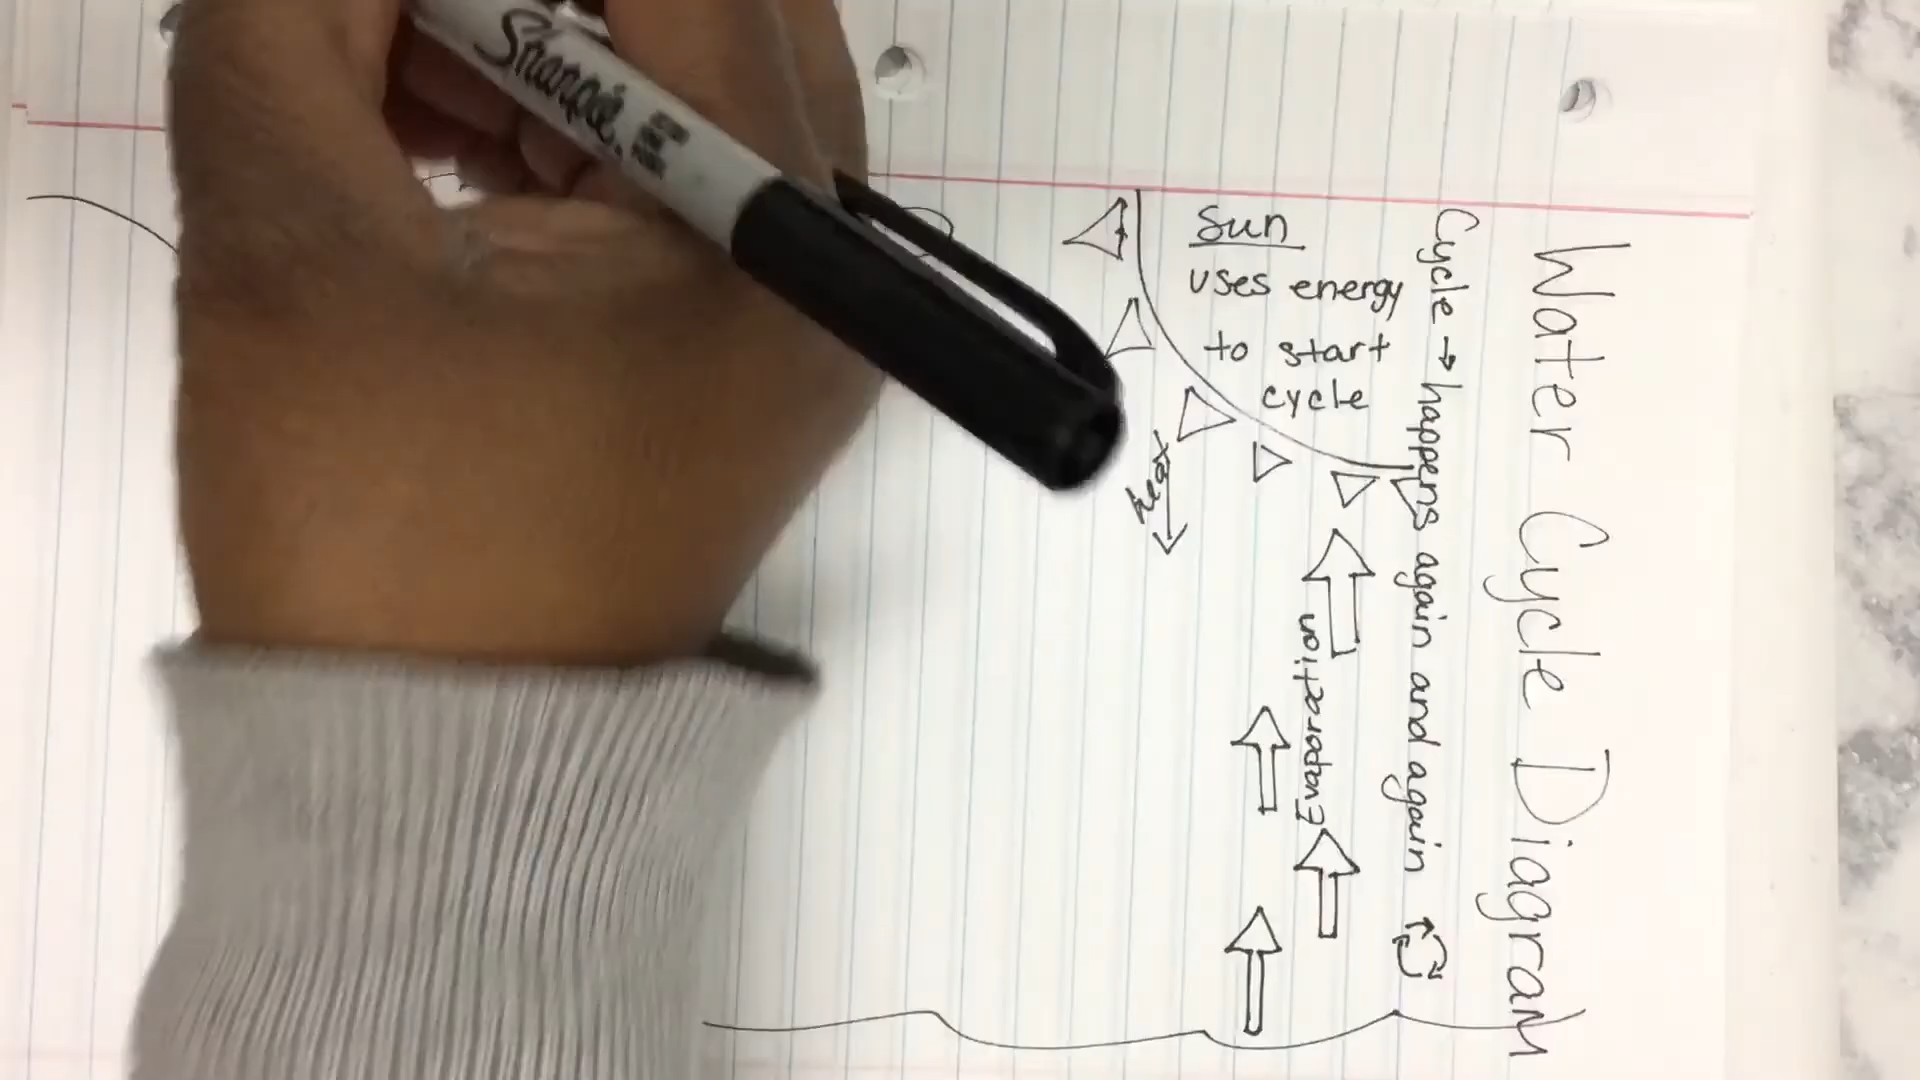 Water Cycle Diagram
Cycle → happens again and again
Sun
uses energy
to start
cycle
heat
Evaporation
Sharpie.